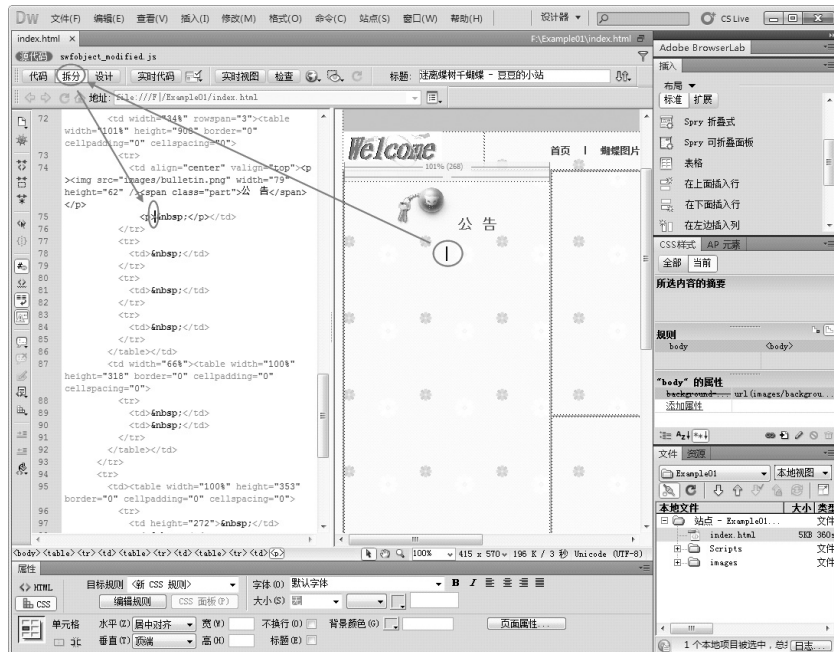 Dw 文件(F) 编辑(E) 查看(V) 插入(I) 修改(M) 格式(O) 命令(C) 站点(S) 窗口(W) 帮助(H) 设计器 CS Live
index.html × F:\Example01\index.html
源代码 swfobject_modified.js
代码 拆分 设计 实时代码 实时视图 检查 标题: 迷离蝶树千蝴蝶 - 豆豆的小站
地址: file:///F|/Example01/index.html
72 <td width="34%" rowspan="3"><table
width="101%" height="900" border="0"
cellpadding="0" cellspacing="0">
73 <tr>
74 <td align="center" valign="top"><p
><img src="images/bulletin.png" width="79"
height="62" /><span class="part">公 告</span>
</p>
75 <p>&nbsp;</p></td>
76 </tr>
77 <tr>
78 <td>&nbsp;</td>
79 </tr>
80 <tr>
81 <td>&nbsp;</td>
82 </tr>
83 <tr>
84 <td>&nbsp;</td>
85 </tr>
86 </table></td>
87 <td width="66%"><table width="100%"
height="318" border="0" cellpadding="0"
cellspacing="0">
88 <tr>
89 <td>&nbsp;</td>
90 <td>&nbsp;</td>
91 </tr>
92 </table></td>
93 </tr>
94 <tr>
95 <td><table width="100%" height="353"
border="0" cellpadding="0" cellspacing="0">
96 <tr>
97 <td height="272">&nbsp;</td>
Welcome
首页 | 蝴蝶图片
101% (268)
公 告
<body> <table> <tr> <td> <table> <tr> <td> <table> <tr> <td> <p>
100% 415 x 570 196 K / 3 秒 Unicode (UTF-8)
属性
<> HTML 目标规则 <新 CSS 规则> 字体(O) 默认字体 B I
CSS 编辑规则 CSS 面板(P) 大小(S)
单元格 水平(Z) 居中对齐 宽(W) 不换行(O) 背景颜色(G) 页面属性...
垂直(T) 顶端 高(H) 标题(E)
Adobe BrowserLab
插入
布局
标准 扩展
Spry 折叠式
Spry 可折叠面板
表格
在上面插入行
在下面插入行
在左边插入列
CSS样式 AP 元素
全部 当前
所选内容的摘要
规则
body <body>
"body" 的属性
background-... url(images/backgrou...
添加属性
文件 资源
Example01 本地视图
本地文件 大小 类型
站点 - Example01... 文件
index.html 5KB 360s
Scripts 文件
images 文件
1 个本地项目被选中，总 日志...